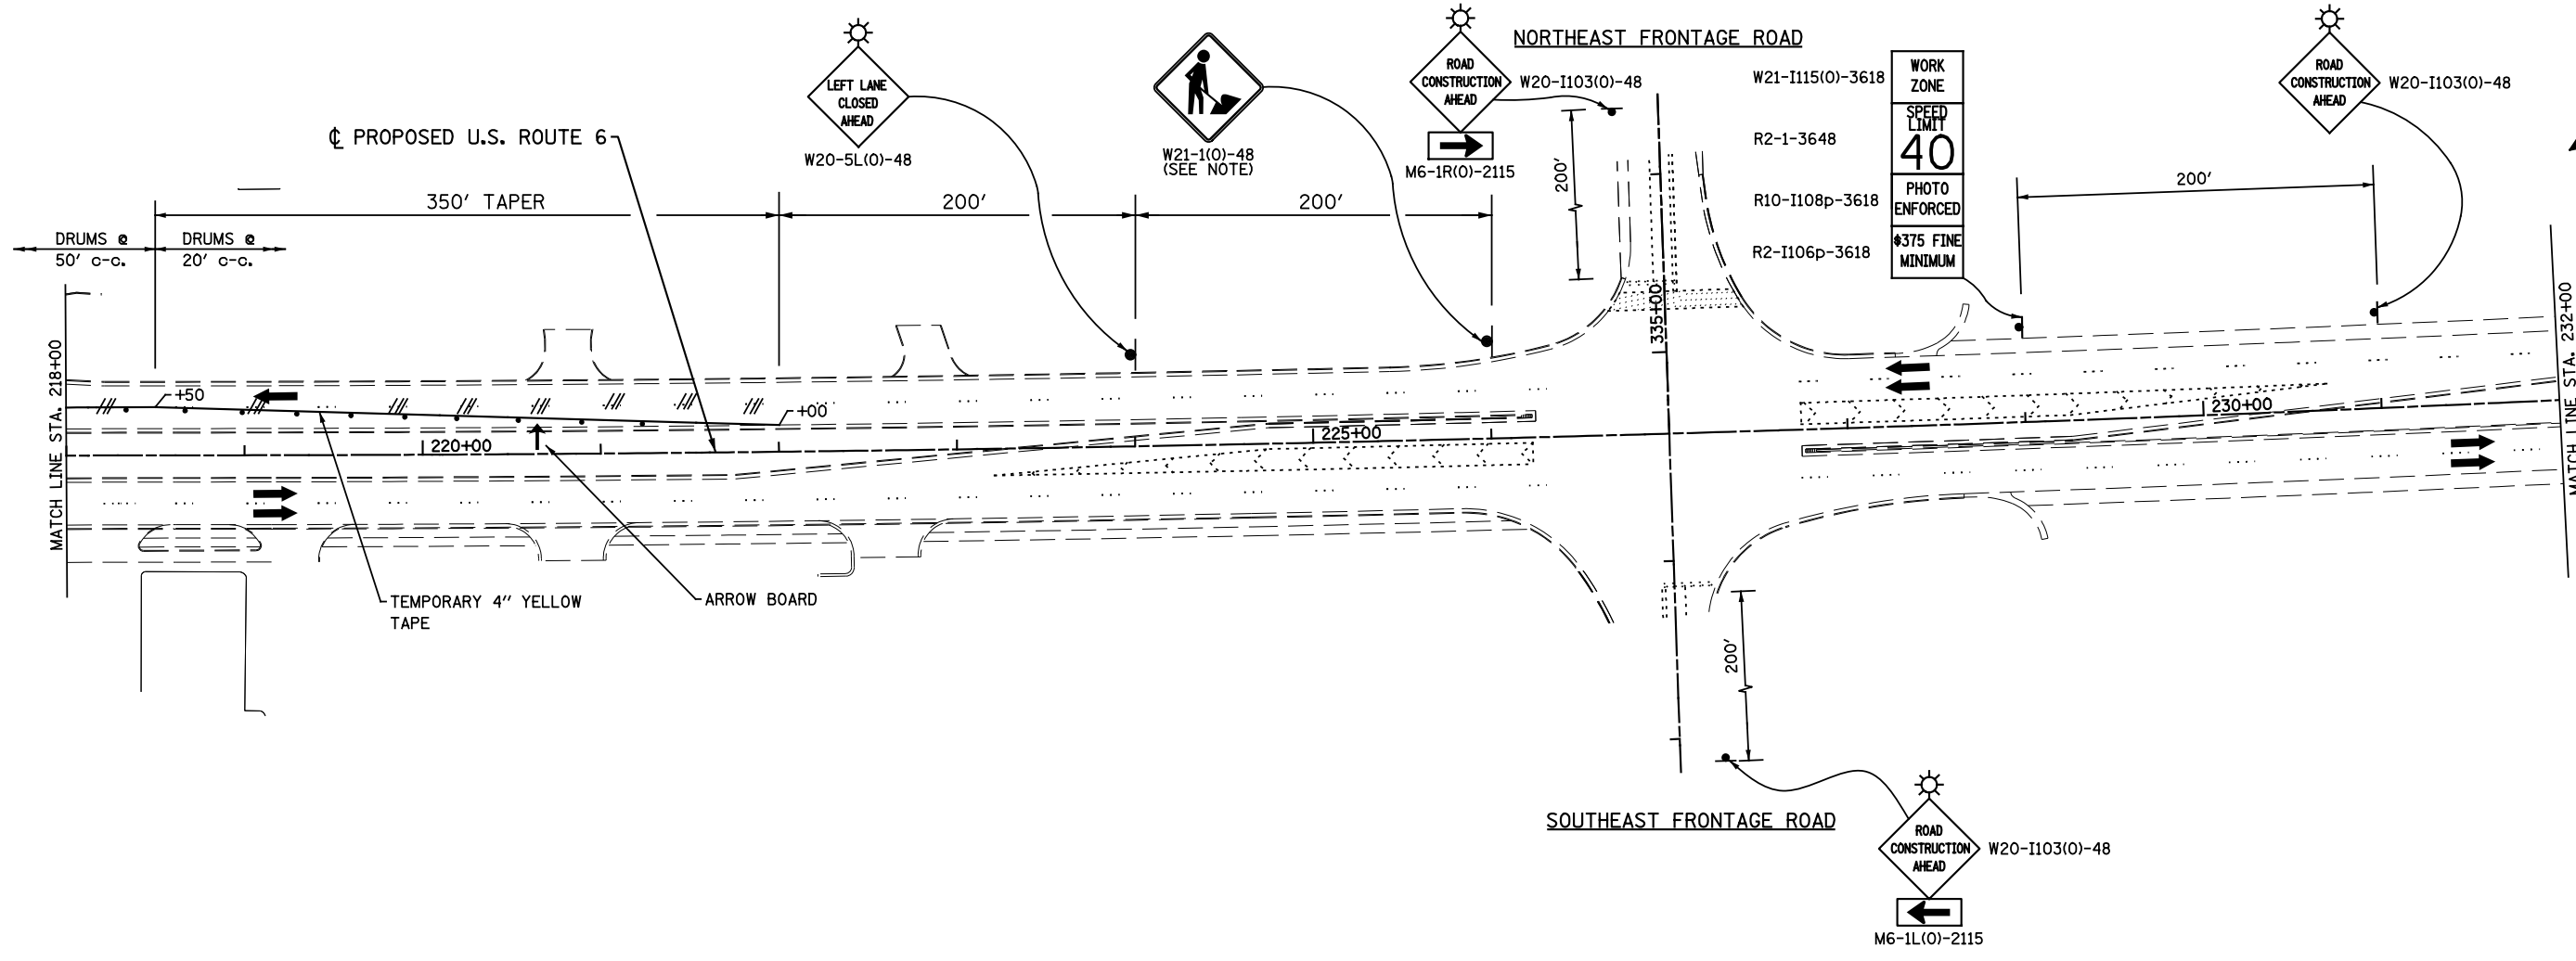 NORTHEAST FRONTAGE ROAD
LEFT LANE
CLOSED
AHEAD
W20-5L(O)-48
W21-1(O)-48
(SEE NOTE)
ROAD
CONSTRUCTION
AHEAD
W20-I103(O)-48
M6-1R(O)-2115
W21-I115(O)-3618
WORK
ZONE
R2-1-3648
SPEED
LIMIT
40
R10-I108p-3618
PHOTO
ENFORCED
R2-I106p-3618
$375 FINE
MINIMUM
ROAD
CONSTRUCTION
AHEAD
W20-I103(O)-48
℄ PROPOSED U.S. ROUTE 6
350' TAPER
200'
200'
200'
200'
DRUMS @
50' c-c.
DRUMS @
20' c-c.
MATCH LINE STA. 218+00
+50
+00
220+00
225+00
335+00
230+00
MATCH LINE STA. 232+00
TEMPORARY 4" YELLOW
TAPE
ARROW BOARD
200'
SOUTHEAST FRONTAGE ROAD
ROAD
CONSTRUCTION
AHEAD
W20-I103(O)-48
M6-1L(O)-2115